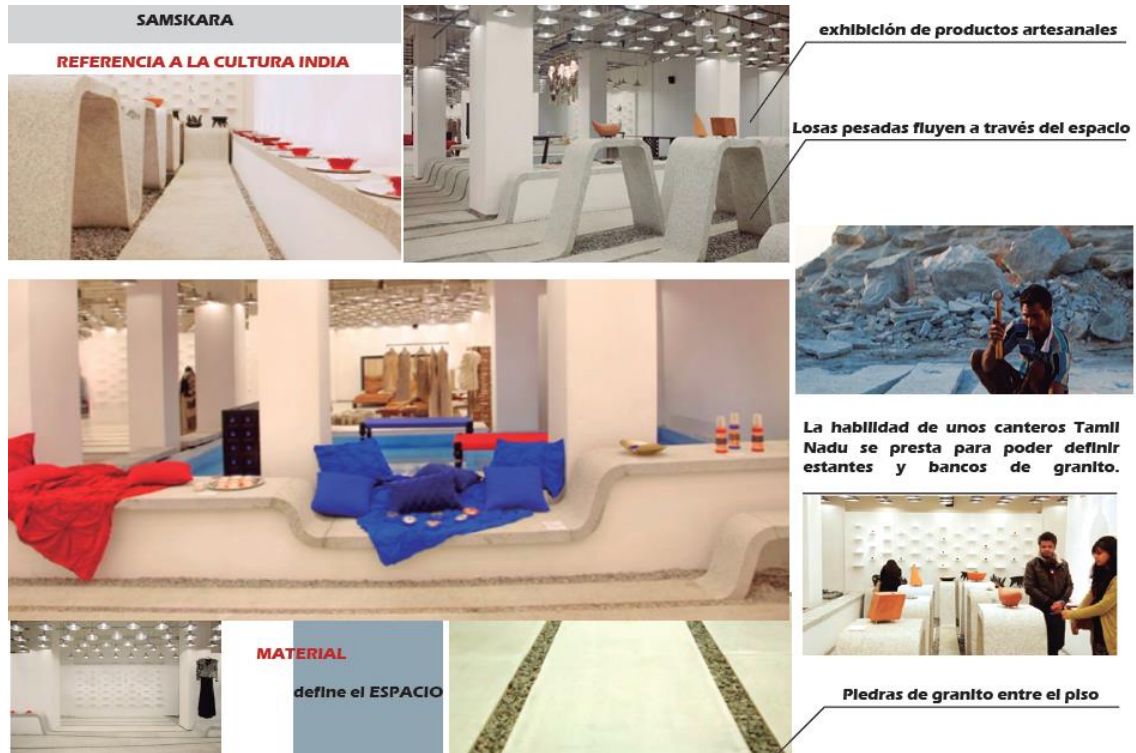 SAMSKARA
REFERENCIA A LA CULTURA INDIA
exhibición de productos artesanales
Losas pesadas fluyen a través del espacio
La habilidad de unos canteros Tamil
Nadu se presta para poder definir
estantes y bancos de granito.
MATERIAL
define el ESPACIO
Piedras de granito entre el piso